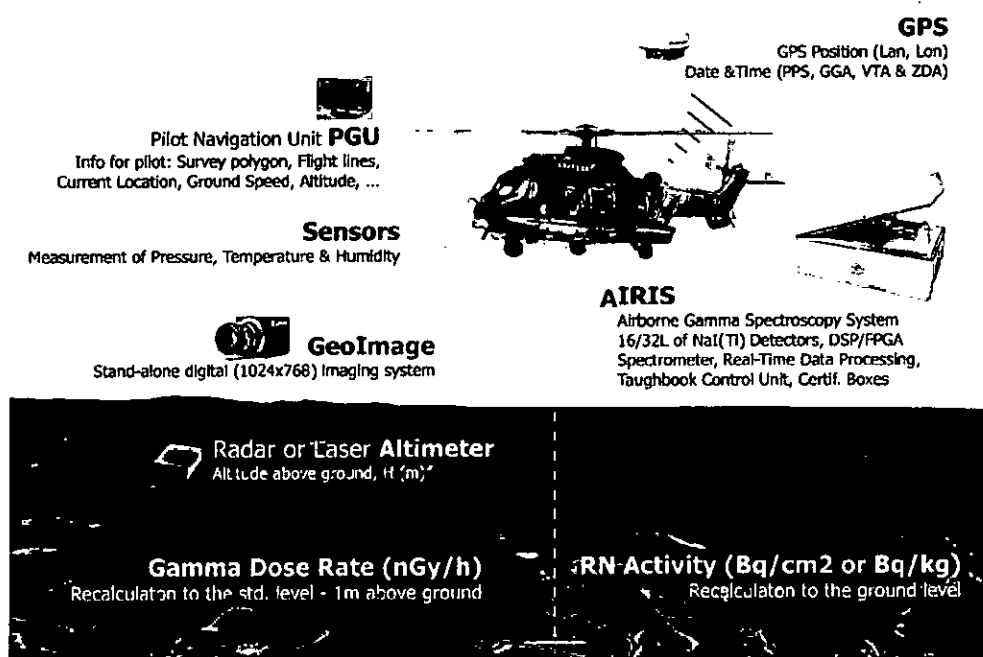 GPS
GPS Position (Lan, Lon)
Date &Time (PPS, GGA, VTA & ZDA)
Pilot Navigation Unit PGU
Info for pilot: Survey polygon, Flight lines,
Current Location, Ground Speed, Altitude, ...
Sensors
Measurement of Pressure, Temperature & Humidity
AIRIS
Airborne Gamma Spectroscopy System
16/32L of NaI(Tl) Detectors, DSP/FPGA
Spectrometer, Real-Time Data Processing,
Taughbook Control Unit, Certif. Boxes
GeoImage
Stand-alone digital (1024x768) imaging system
Radar or Laser Altimeter
Altitude above ground, H (m)
Gamma Dose Rate (nGy/h)
Recalculaton to the std. level - 1m above ground
RN-Activity (Bq/cm2 or Bq/kg)
Recalculaton to the ground level